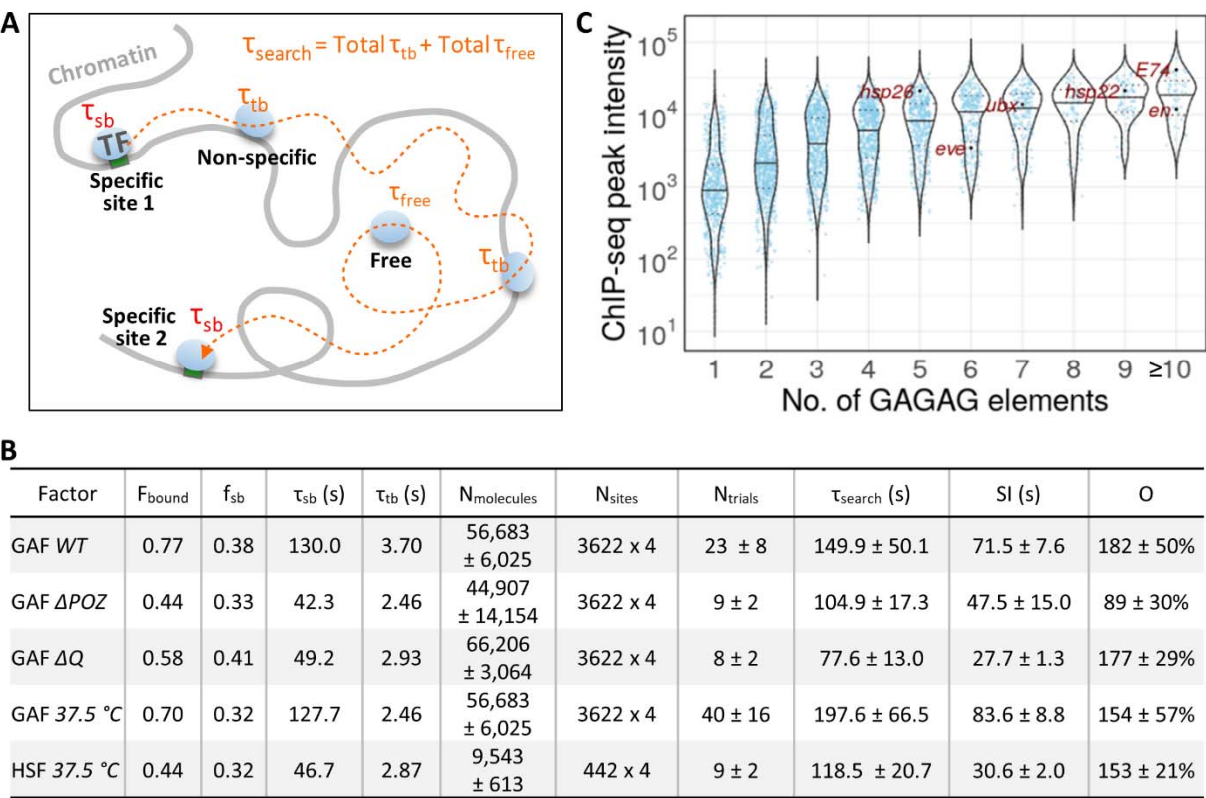 A
τsearch = Total τtb + Total τfree
Chromatin
τsb
TF
Specific
site 1
τtb
Non-specific
τfree
Free
τtb
Specific
site 2
τsb
C
ChIP-seq peak intensity
10^5
10^4
10^3
10^2
10^1
hsp26
eve
ubx
hsp22
E74
en
1 2 3 4 5 6 7 8 9 ≥10
No. of GAGAG elements
B
Factor Fbound fsb τsb (s) τtb (s) Nmolecules Nsites Ntrials τsearch (s) SI (s) O
GAF WT 0.77 0.38 130.0 3.70 56,683 ± 6,025 3622 x 4 23 ± 8 149.9 ± 50.1 71.5 ± 7.6 182 ± 50%
GAF ΔPOZ 0.44 0.33 42.3 2.46 44,907 ± 14,154 3622 x 4 9 ± 2 104.9 ± 17.3 47.5 ± 15.0 89 ± 30%
GAF ΔQ 0.58 0.41 49.2 2.93 66,206 ± 3,064 3622 x 4 8 ± 2 77.6 ± 13.0 27.7 ± 1.3 177 ± 29%
GAF 37.5 °C 0.70 0.32 127.7 2.46 56,683 ± 6,025 3622 x 4 40 ± 16 197.6 ± 66.5 83.6 ± 8.8 154 ± 57%
HSF 37.5 °C 0.44 0.32 46.7 2.87 9,543 ± 613 442 x 4 9 ± 2 118.5 ± 20.7 30.6 ± 2.0 153 ± 21%